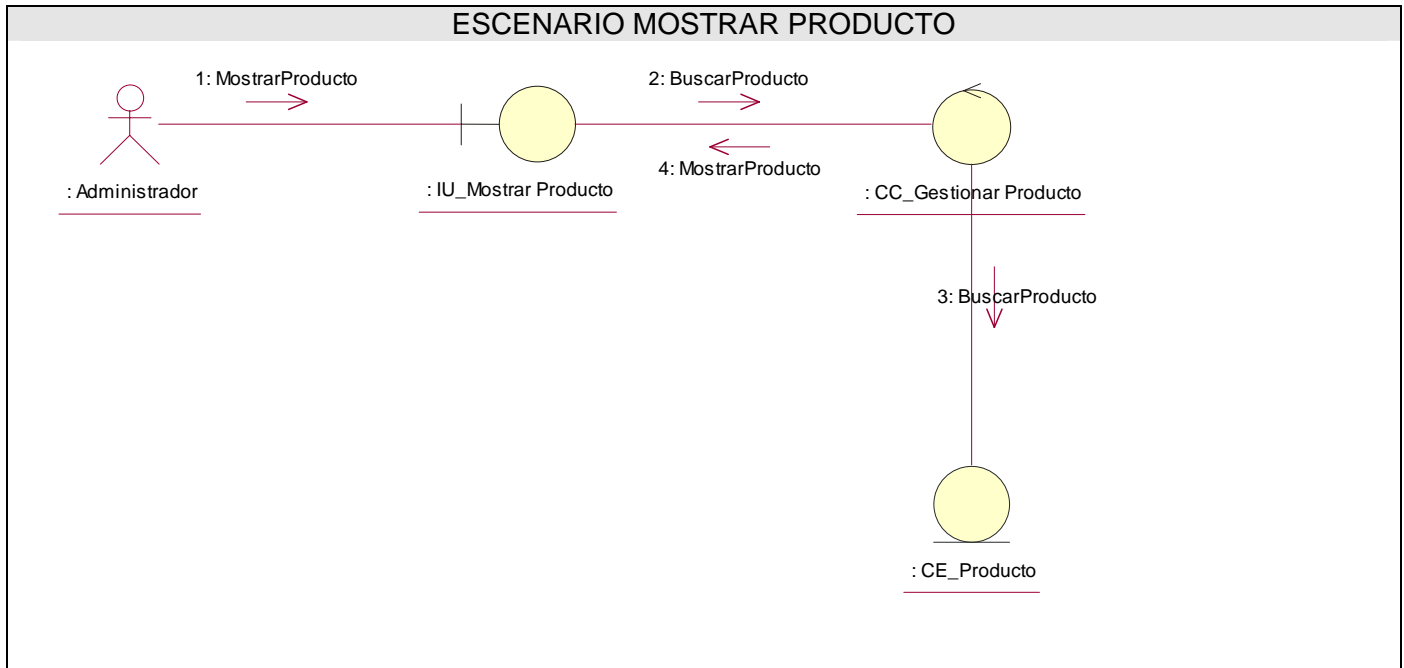 ESCENARIO MOSTRAR PRODUCTO
1: MostrarProducto
2: BuscarProducto
4: MostrarProducto
: Administrador
: IU_Mostrar Producto
: CC_Gestionar Producto
3: BuscarProducto
: CE_Producto